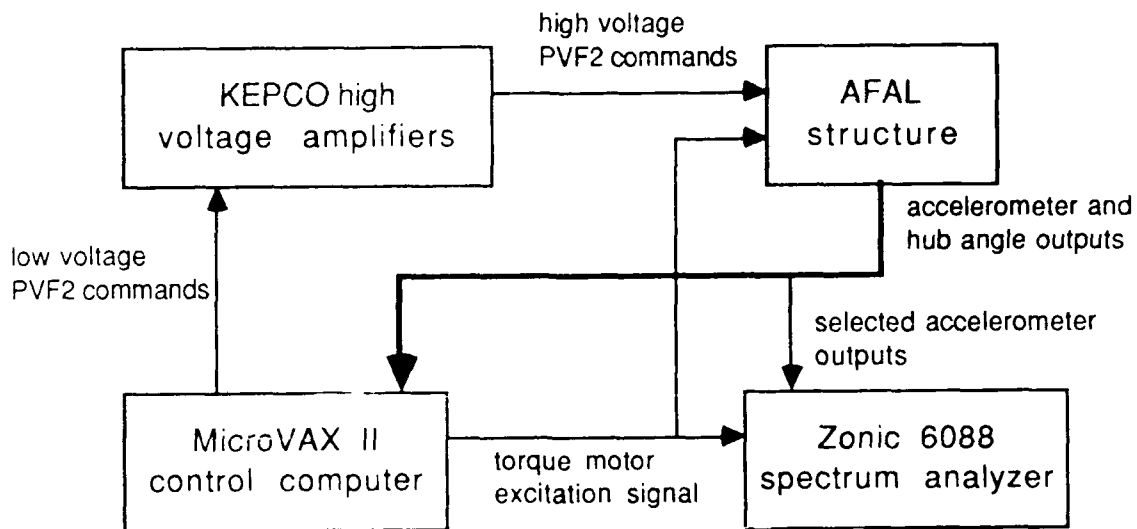 high voltage
PVF2 commands
KEPCO high
voltage amplifiers
AFAL
structure
accelerometer and
hub angle outputs
low voltage
PVF2 commands
selected accelerometer
outputs
MicroVAX II
control computer
torque motor
excitation signal
Zonic 6088
spectrum analyzer